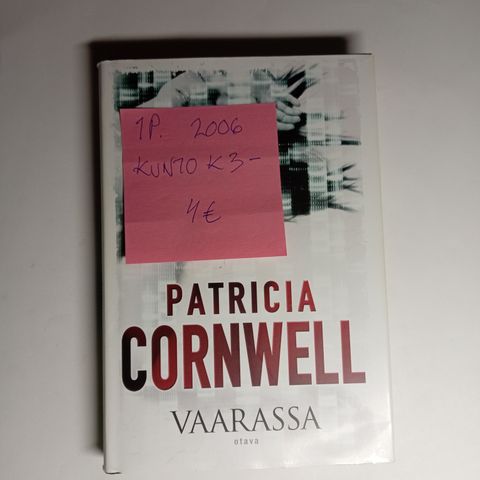 1P. 2006
KUNTO K3-
4€
PATRICIA
CORNWELL
VAARASSA
otava